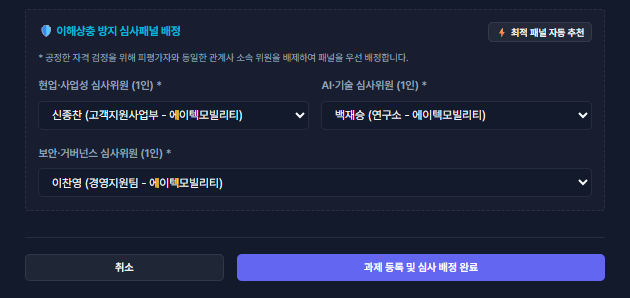 이해상충 방지 심사패널 배정
최적 패널 자동 추천
* 공정한 자격 검정을 위해 피평가자와 동일한 관계사 소속 위원을 배제하여 패널을 우선 배정합니다.
현업·사업성 심사위원 (1인) *
AI·기술 심사위원 (1인) *
신종찬 (고객지원사업부 - 에이텍모빌리티)
백재승 (연구소 - 에이텍모빌리티)
보안·거버넌스 심사위원 (1인) *
이찬영 (경영지원팀 - 에이텍모빌리티)
취소
과제 등록 및 심사 배정 완료